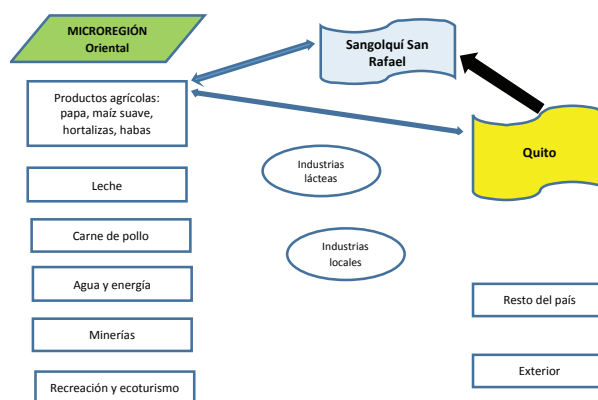 MICROREGIÓN
Oriental
Sangolquí San
Rafael
Productos agrícolas:
papa, maíz suave,
hortalizas, habas
Quito
Industrias
lácteas
Leche
Carne de pollo
Industrias
locales
Agua y energía
Resto del país
Minerías
Exterior
Recreación y ecoturismo